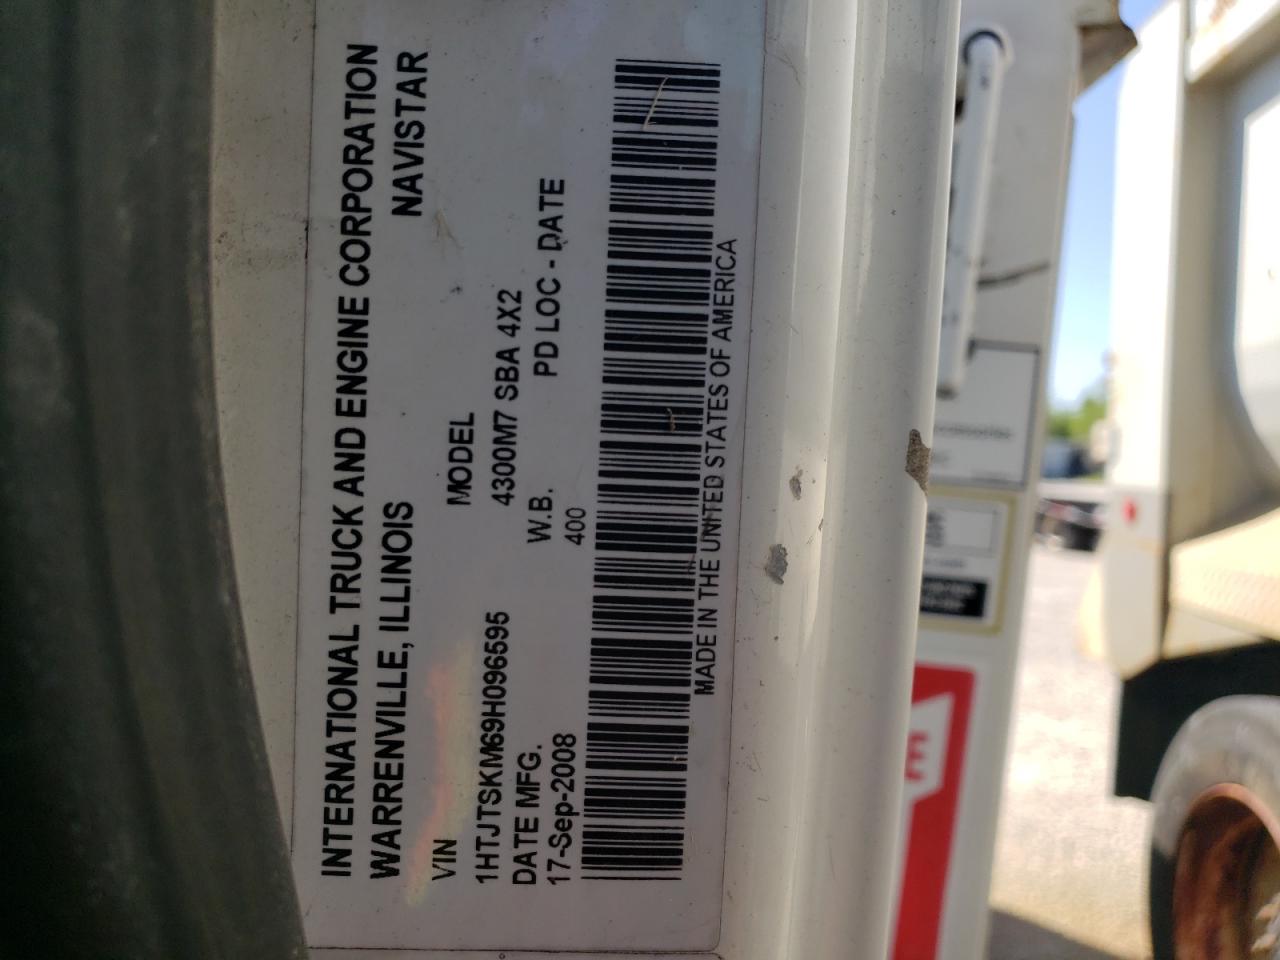 INTERNATIONAL TRUCK AND ENGINE CORPORATION
WARRENVILLE, ILLINOIS NAVISTAR
VIN MODEL
1HTJTSKM69H096595 4300M7 SBA 4X2
DATE MFG. W.B. PD LOC - DATE
17-Sep-2008 400
MADE IN THE UNITED STATES OF AMERICA